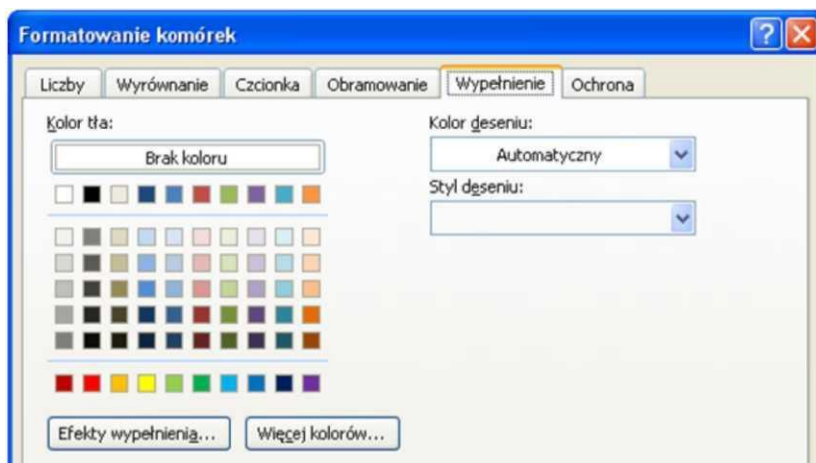 Formatowanie komórek
Liczby Wyrównanie Czcionka Obramowanie Wypełnienie Ochrona
Kolor tła:
Brak koloru
Kolor deseniu:
Automatyczny
Styl deseniu:
Efekty wypełnienia... Więcej kolorów...